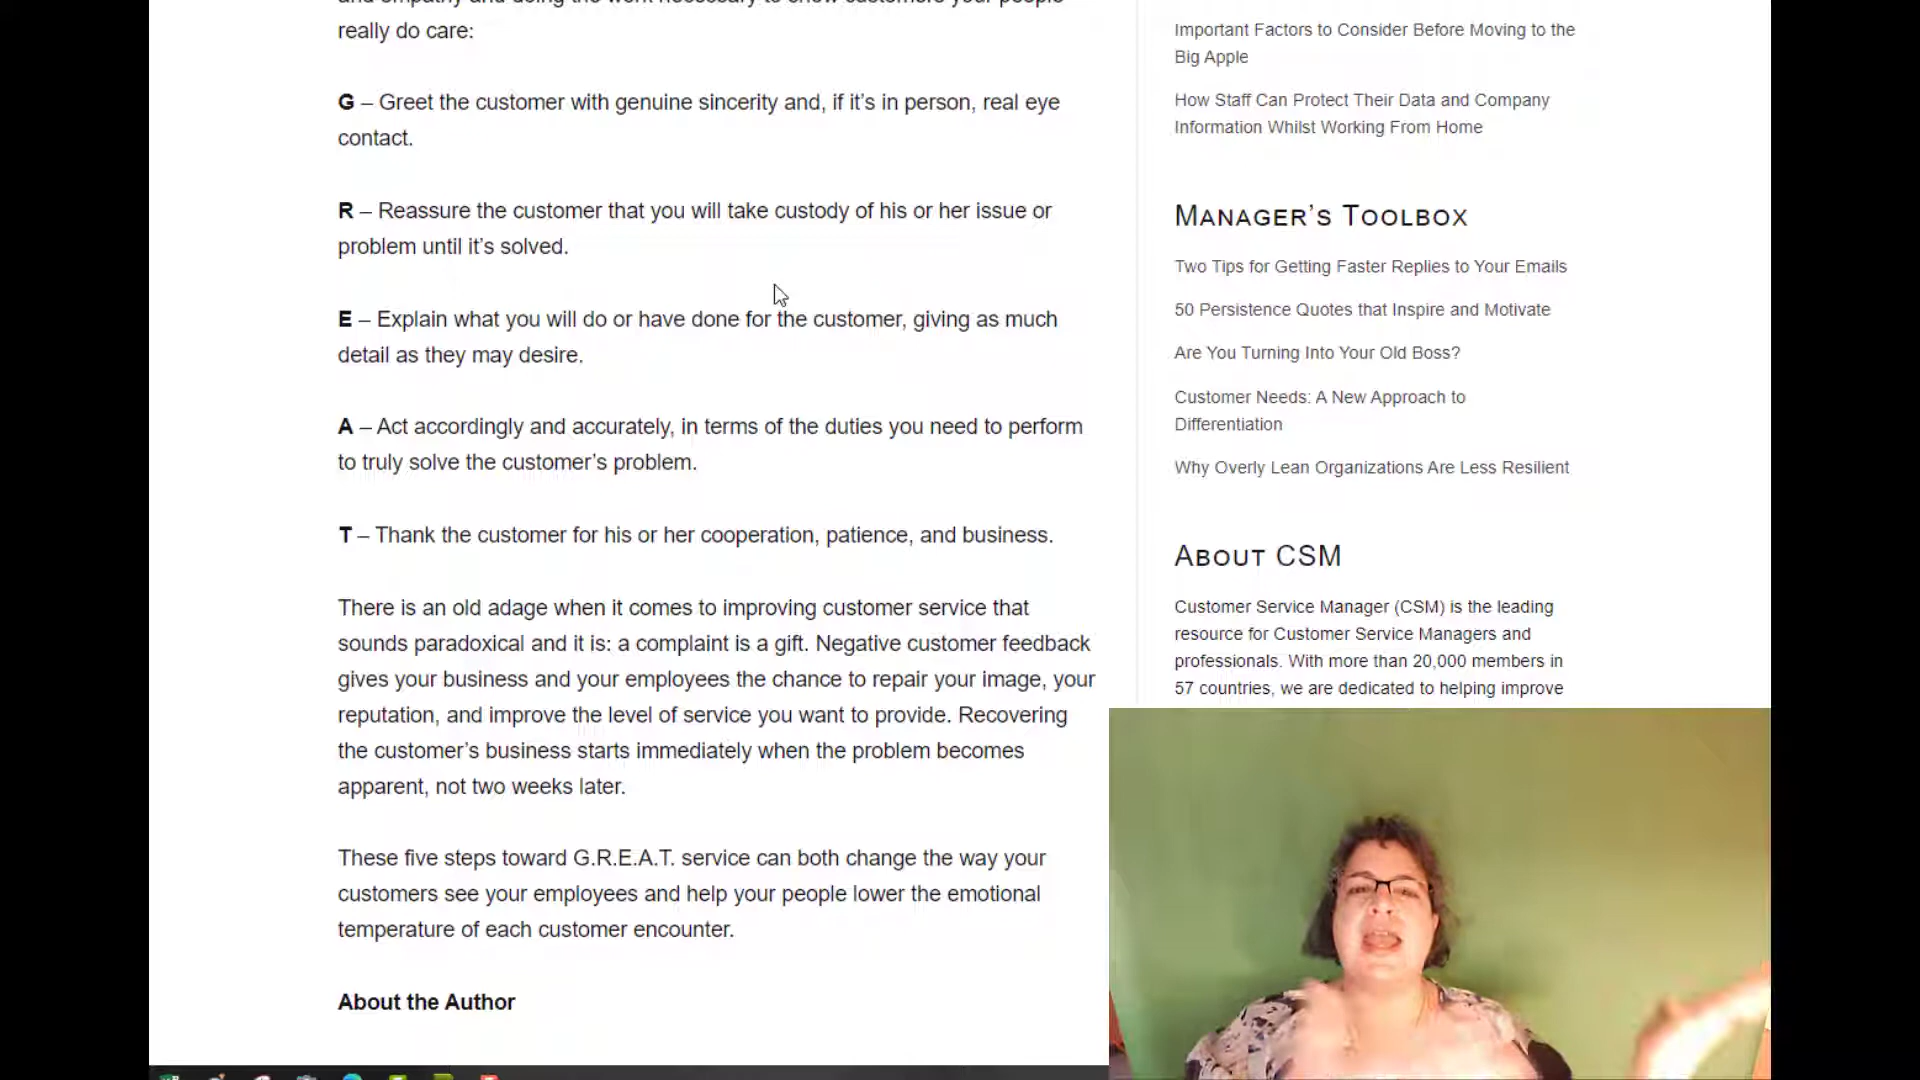 really do care:
G – Greet the customer with genuine sincerity and, if it's in person, real eye
contact.
R – Reassure the customer that you will take custody of his or her issue or
problem until it's solved.
E – Explain what you will do or have done for the customer, giving as much
detail as they may desire.
A – Act accordingly and accurately, in terms of the duties you need to perform
to truly solve the customer's problem.
T – Thank the customer for his or her cooperation, patience, and business.
There is an old adage when it comes to improving customer service that
sounds paradoxical and it is: a complaint is a gift. Negative customer feedback
gives your business and your employees the chance to repair your image, your
reputation, and improve the level of service you want to provide. Recovering
the customer's business starts immediately when the problem becomes
apparent, not two weeks later.
These five steps toward G.R.E.A.T. service can both change the way your
customers see your employees and help your people lower the emotional
temperature of each customer encounter.
About the Author
Important Factors to Consider Before Moving to the
Big Apple
How Staff Can Protect Their Data and Company
Information Whilst Working From Home
Manager's Toolbox
Two Tips for Getting Faster Replies to Your Emails
50 Persistence Quotes that Inspire and Motivate
Are You Turning Into Your Old Boss?
Customer Needs: A New Approach to
Differentiation
Why Overly Lean Organizations Are Less Resilient
About CSM
Customer Service Manager (CSM) is the leading
resource for Customer Service Managers and
professionals. With more than 20,000 members in
57 countries, we are dedicated to helping improve